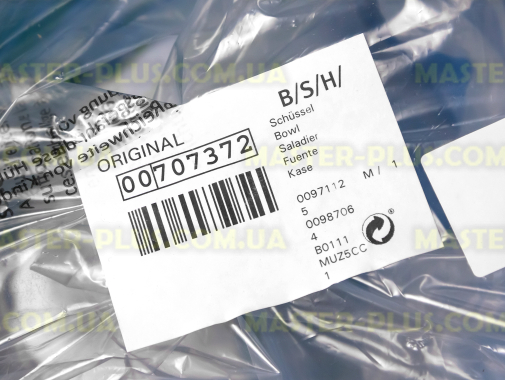 B/S/H/
ORIGINAL
00707372
Schüssel
Bowl
Saladier
Fuente
Kase
0097112 M / 1
5
0098706
4
B0111
MUZ5CC
1
MASTER-PLUS.COM.UA